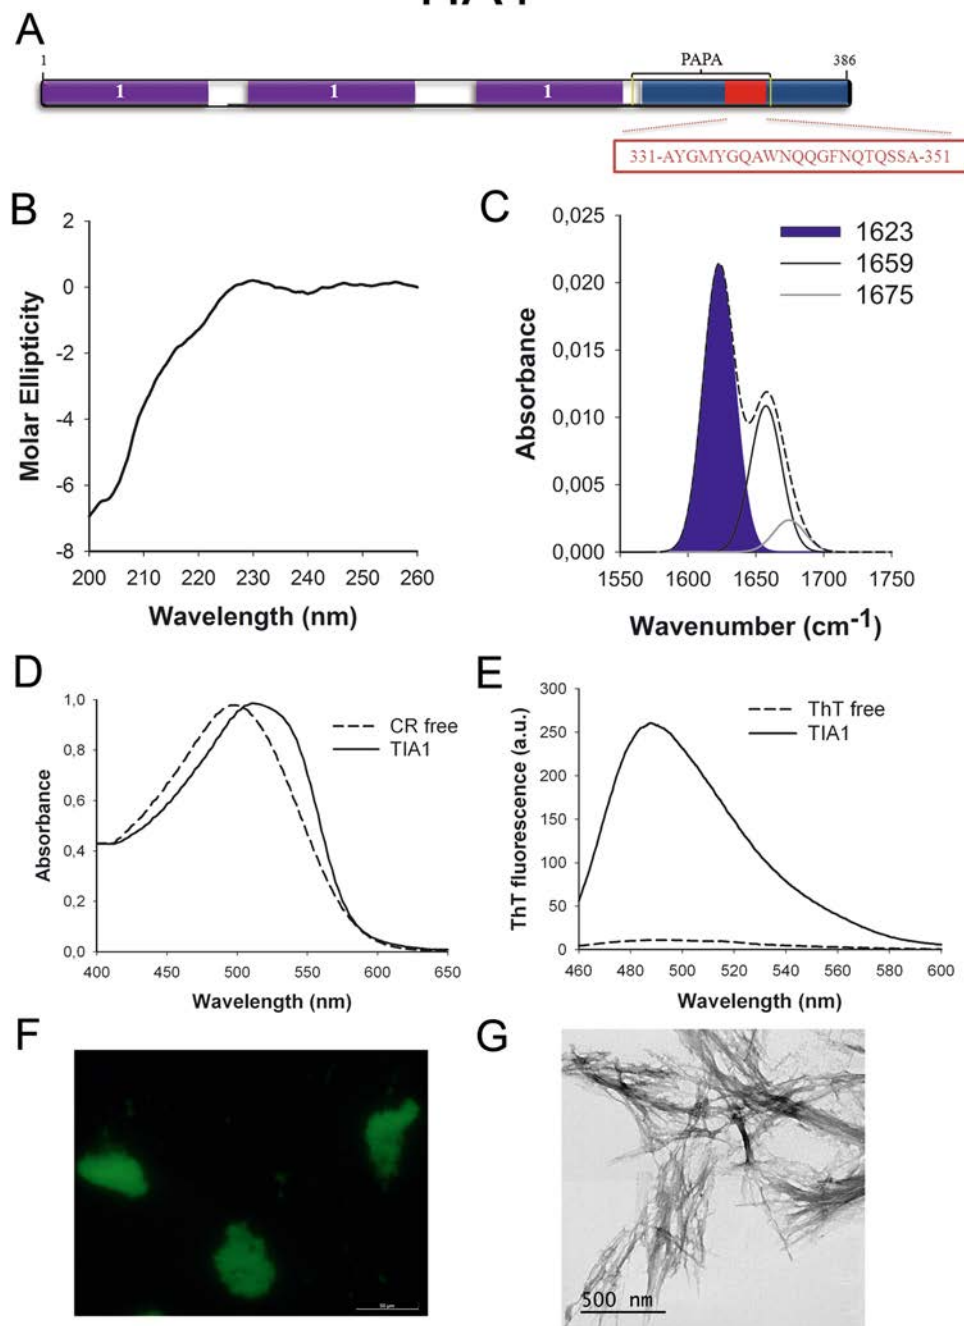 A
1
PAPA
386
1
1
1
331-AYGMYGQAWNQQGFNQTQSSA-351
B
2
0
-2
-4
-6
-8
200 210 220 230 240 250 260
Molar Ellipticity
Wavelength (nm)
C
0,025
0,020
0,015
0,010
0,005
0,000
1550 1600 1650 1700 1750
Absorbance
Wavenumber (cm-1)
1623
1659
1675
D
1,0
0,8
0,6
0,4
0,2
0,0
400 450 500 550 600 650
Absorbance
Wavelength (nm)
CR free
TIA1
E
300
250
200
150
100
50
0
460 480 500 520 540 560 580 600
ThT fluorescence (a.u.)
Wavelength (nm)
ThT free
TIA1
F
G
500 nm